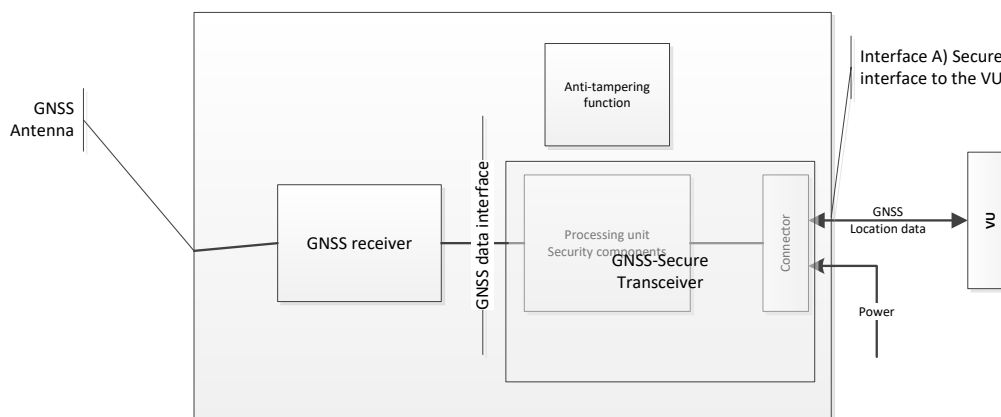 Anti-tampering
function
Interface A) Secure
interface to the VU
GNSS
Antenna
GNSS receiver
GNSS data interface
Processing unit
Security components
GNSS-Secure
Transceiver
Connector
GNSS
Location data
VU
Power